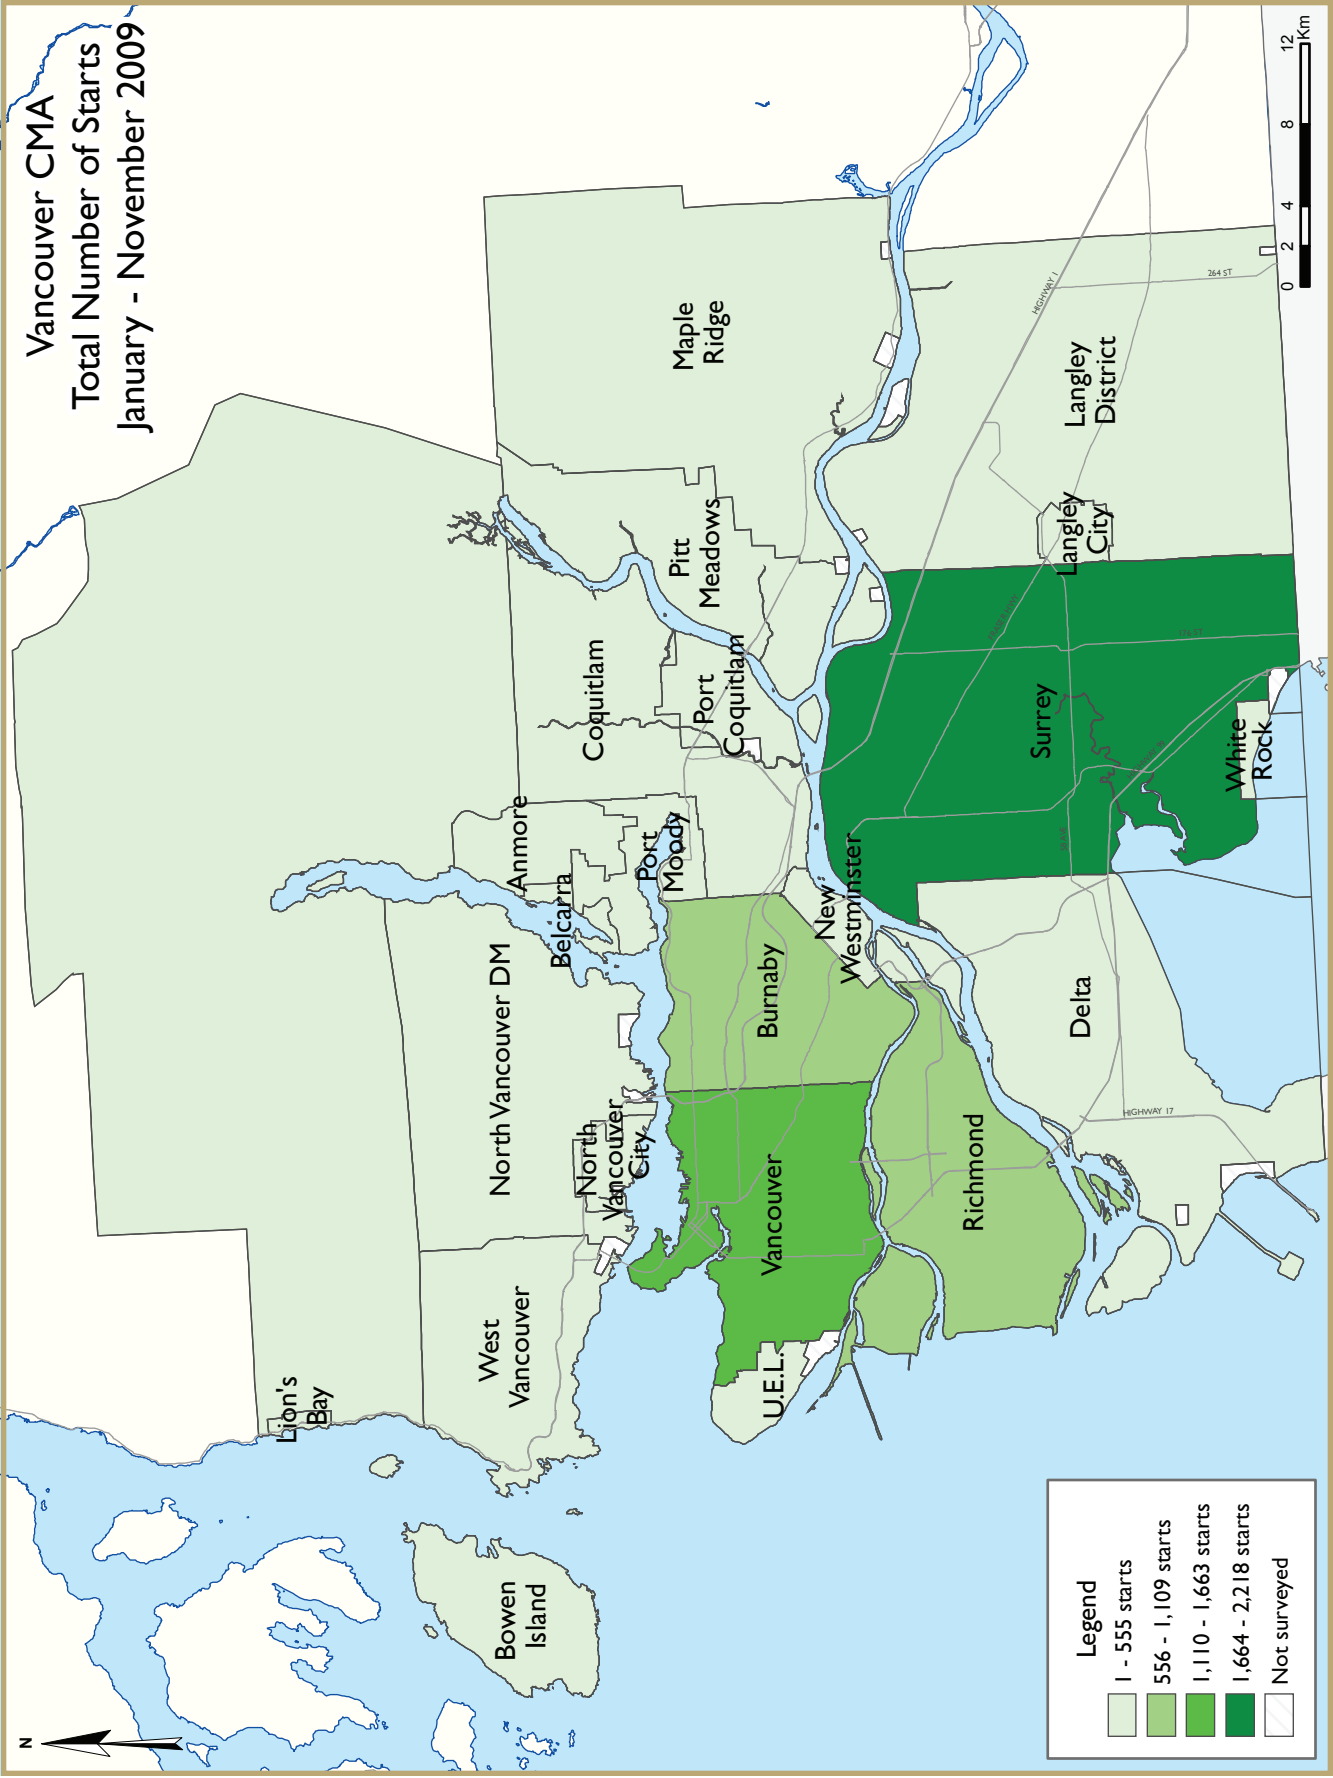 Vancouver CMA
Total Number of Starts
January - November 2009
N
Lion's
Bay
West
Vancouver
Bowen
Island
North Vancouver DM
North
Vancouver
City
Anmore
Belcarra
Port
Moody
Coquitlam
Port
Coquitlam
Pitt
Meadows
Maple
Ridge
U.E.L.
Vancouver
Burnaby
New
Westminster
Richmond
Delta
Surrey
White
Rock
Langley
City
Langley
District
HIGHWAY 1
264 ST
HIGHWAY 17
Legend
1 - 555 starts
556 - 1,109 starts
1,110 - 1,663 starts
1,664 - 2,218 starts
Not surveyed
0 2 4 8 12
Km